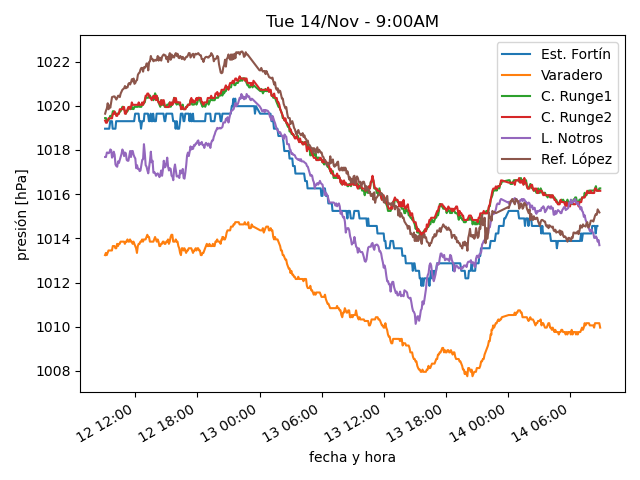 Tue 14/Nov - 9:00AM
presión [hPa]
1022
1020
1018
1016
1014
1012
1010
1008
Est. Fortín
Varadero
C. Runge1
C. Runge2
L. Notros
Ref. López
12 12:00
12 18:00
13 00:00
13 06:00
13 12:00
13 18:00
14 00:00
14 06:00
fecha y hora